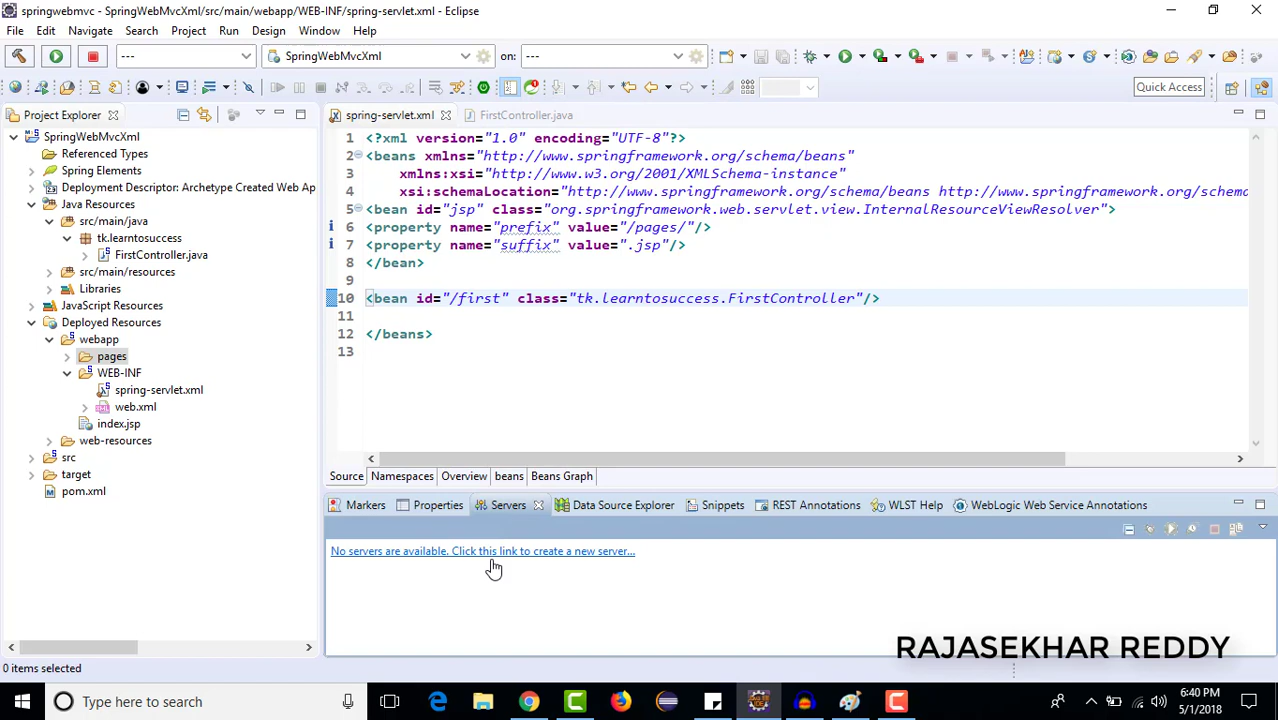 springwebmvc - SpringWebMvcXml/src/main/webapp/WEB-INF/spring-servlet.xml - Eclipse
File Edit Navigate Search Project Run Design Window Help
--- SpringWebMvcXml on: ---
Quick Access
Project Explorer
SpringWebMvcXml
Referenced Types
Spring Elements
Deployment Descriptor: Archetype Created Web Ap
Java Resources
src/main/java
tk.learntosuccess
FirstController.java
src/main/resources
Libraries
JavaScript Resources
Deployed Resources
webapp
pages
WEB-INF
spring-servlet.xml
web.xml
index.jsp
web-resources
src
target
pom.xml
spring-servlet.xml FirstController.java
1 <?xml version="1.0" encoding="UTF-8"?>
2 <beans xmlns="http://www.springframework.org/schema/beans"
3 xmlns:xsi="http://www.w3.org/2001/XMLSchema-instance"
4 xsi:schemaLocation="http://www.springframework.org/schema/beans http://www.springframework.org/schema
5 <bean id="jsp" class="org.springframework.web.servlet.view.InternalResourceViewResolver">
6 <property name="prefix" value="/pages/"/>
7 <property name="suffix" value=".jsp"/>
8 </bean>
9
10 <bean id="/first" class="tk.learntosuccess.FirstController"/>
11
12 </beans>
13
Source Namespaces Overview beans Beans Graph
Markers Properties Servers Data Source Explorer Snippets REST Annotations WLST Help WebLogic Web Service Annotations
No servers are available. Click this link to create a new server...
RAJASEKHAR REDDY
0 items selected
Type here to search
6:40 PM
5/1/2018